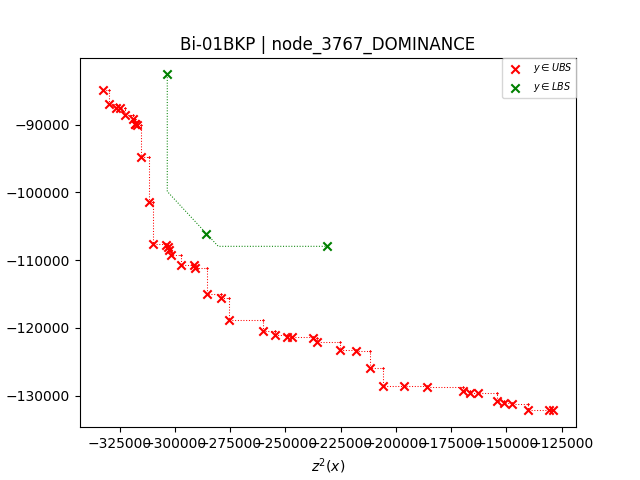 Bi-01BKP | node_3767_DOMINANCE
y ∈ UBS
y ∈ LBS
−90000
−100000
−110000
−120000
−130000
−325000 −300000 −275000 −250000 −225000 −200000 −175000 −150000 −125000
z²(x)